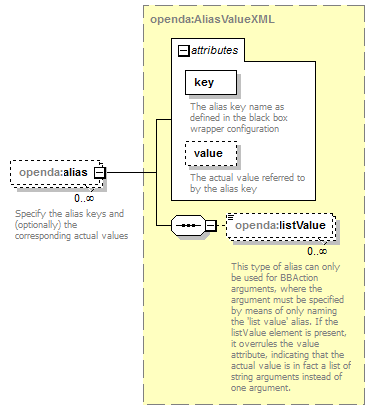 openda:AliasValueXML
attributes
key
The alias key name as
defined in the black box
wrapper configuration
value
The actual value referred to
by the alias key
openda:alias
0..∞
Specify the alias keys and
(optionally) the
corresponding actual values
openda:listValue
0..∞
This type of alias can only
be used for BBAction
arguments, where the
argument must be specified
by means of only naming
the 'list value' alias. If the
listValue element is present,
it overrules the value
attribute, indicating that the
actual value is in fact a list of
string arguments instead of
one argument.